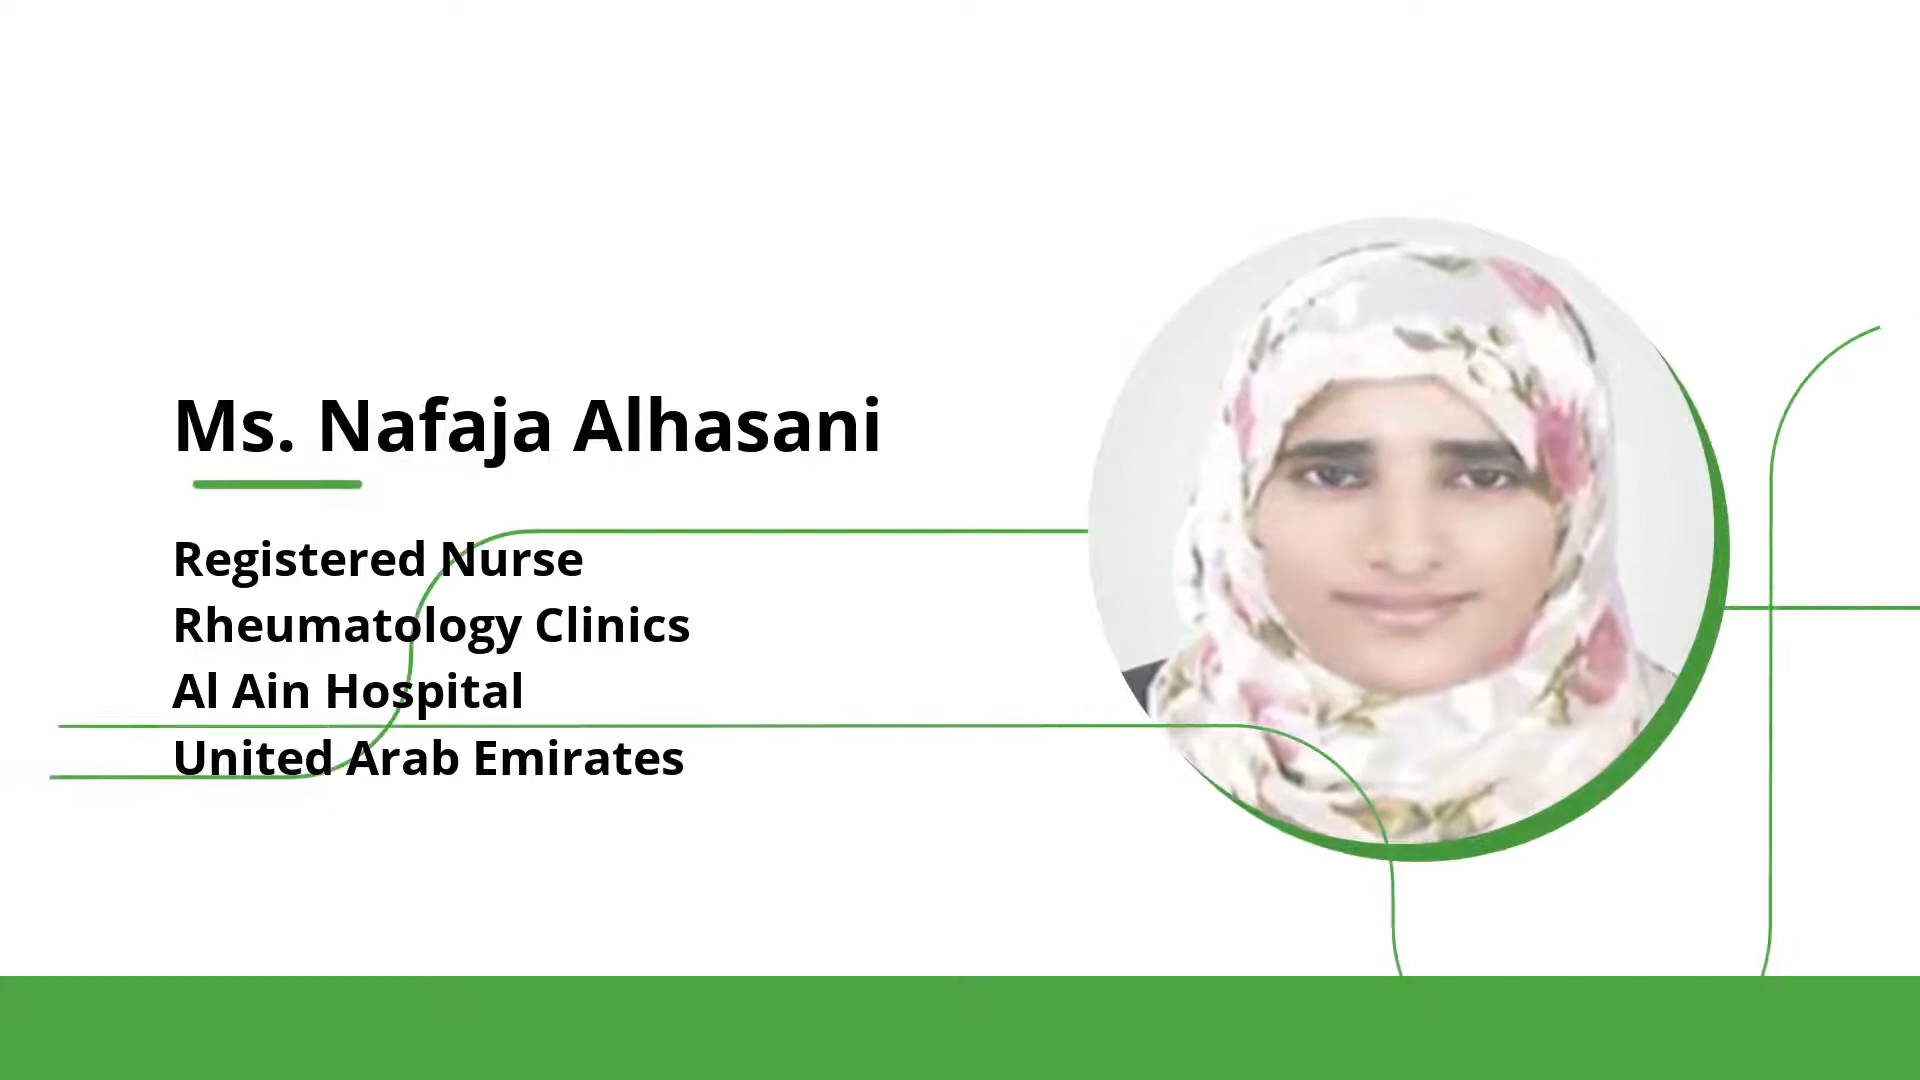 Ms. Nafaja Alhasani
Registered Nurse
Rheumatology Clinics
Al Ain Hospital
United Arab Emirates